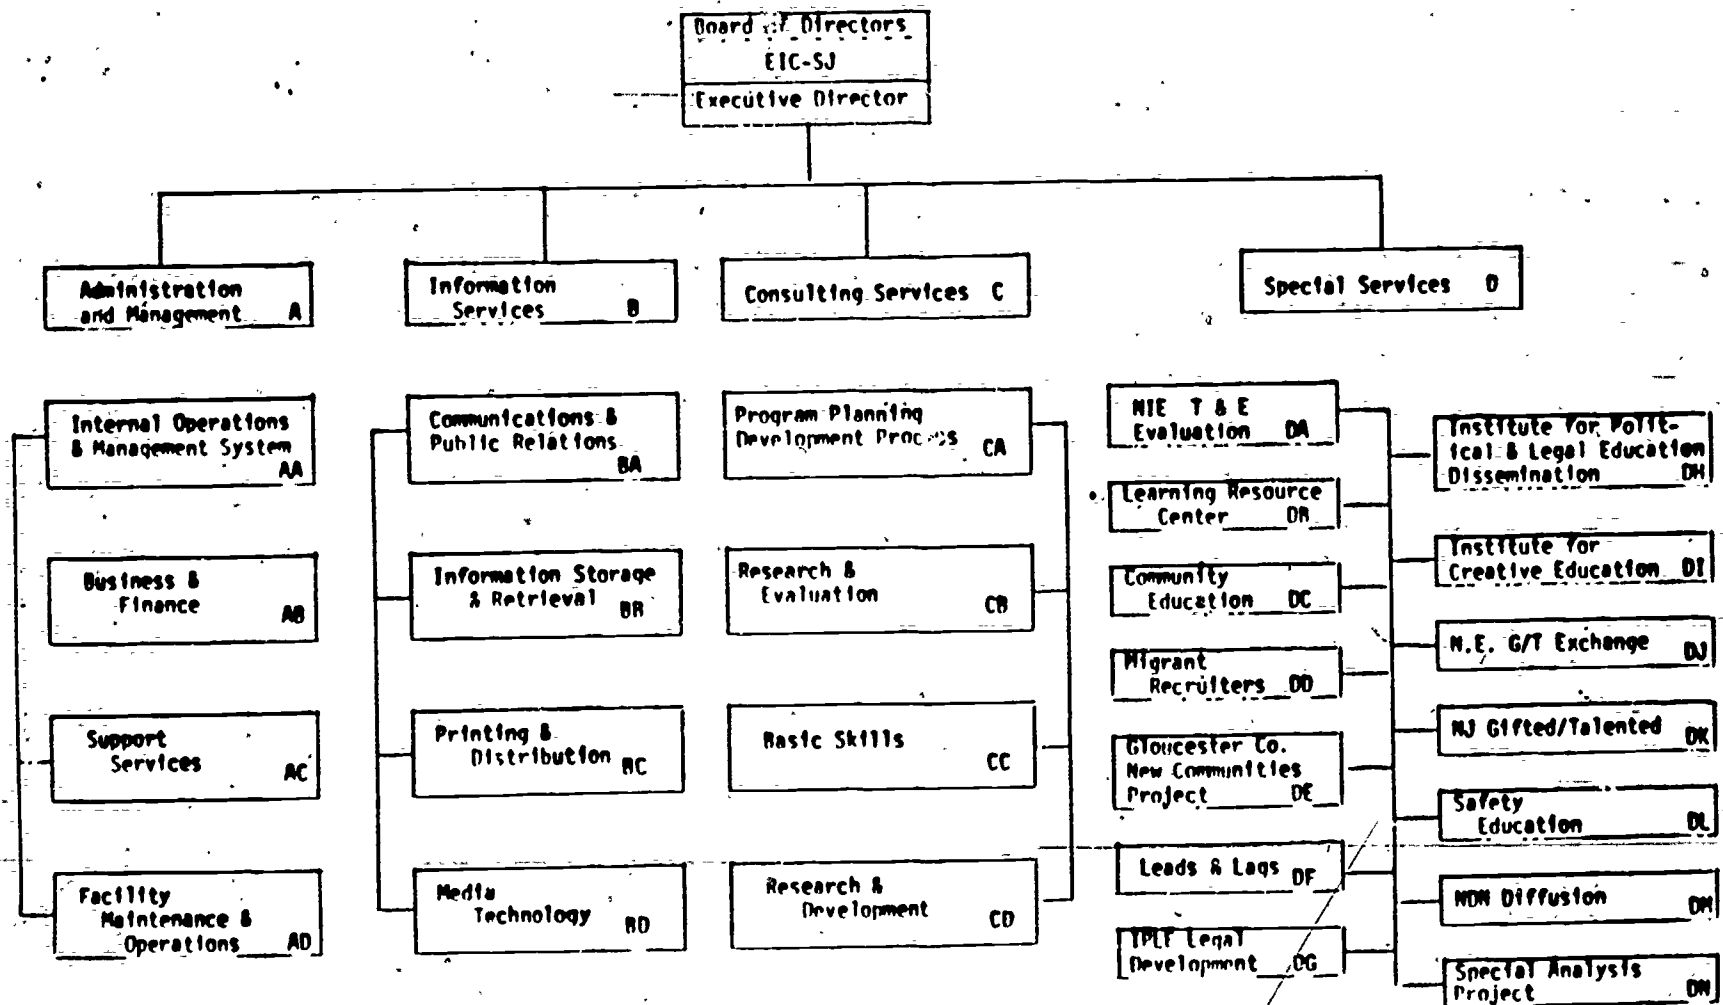 Board of Directors
EIC-SJ
Executive Director
Administration
and Management A
Information
Services B
Consulting Services C
Special Services D
Internal Operations
& Management System
AA
Business &
Finance
AB
Support
Services
AC
Facility
Maintenance &
Operations AD
Communications &
Public Relations
BA
Information Storage
& Retrieval
BB
Printing &
Distribution BC
Media
Technology BD
Program Planning
Development Process CA
Research &
Evaluation
CB
Basic Skills
CC
Research &
Development CD
NIE T & E
Evaluation DA
Learning Resource
Center DB
Community
Education DC
Migrant
Recruiters DD
Gloucester Co.
New Communities
Project DE
Leads & Lags DF
Legal
Development DG
Institute for Polit-
ical & Legal Education
Dissemination DH
Institute for
Creative Education DI
N.E. G/T Exchange DJ
NJ Gifted/Talented DK
Safety
Education DL
NDN Diffusion DM
Special Analysis
Project DN